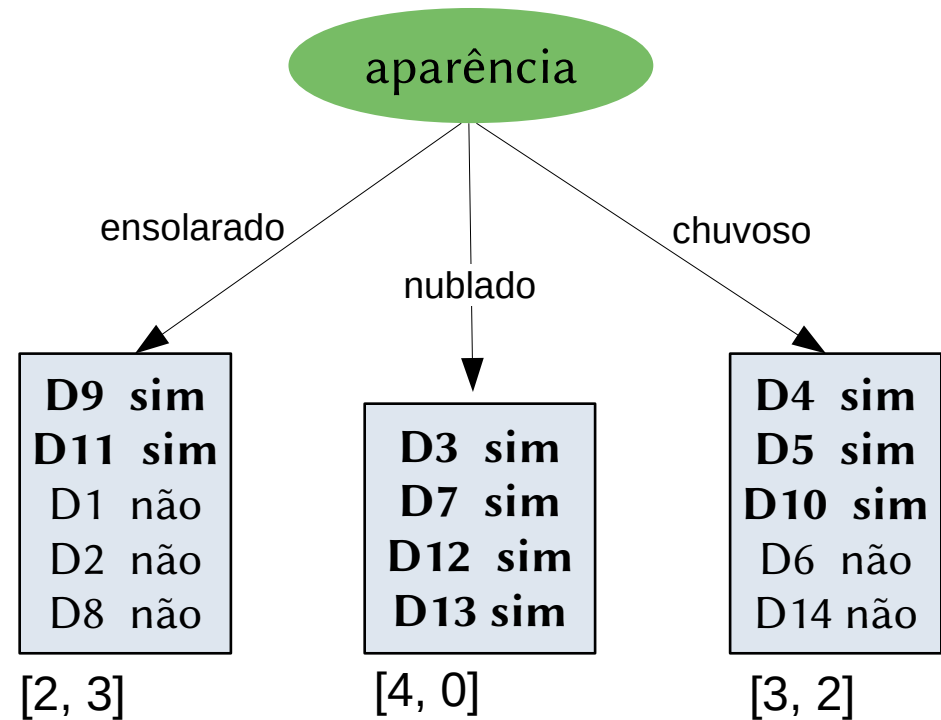 aparência
ensolarado
nublado
chuvoso
D9 sim
D11 sim
D1 não
D2 não
D8 não
[2, 3]
D3 sim
D7 sim
D12 sim
D13 sim
[4, 0]
D4 sim
D5 sim
D10 sim
D6 não
D14 não
[3, 2]